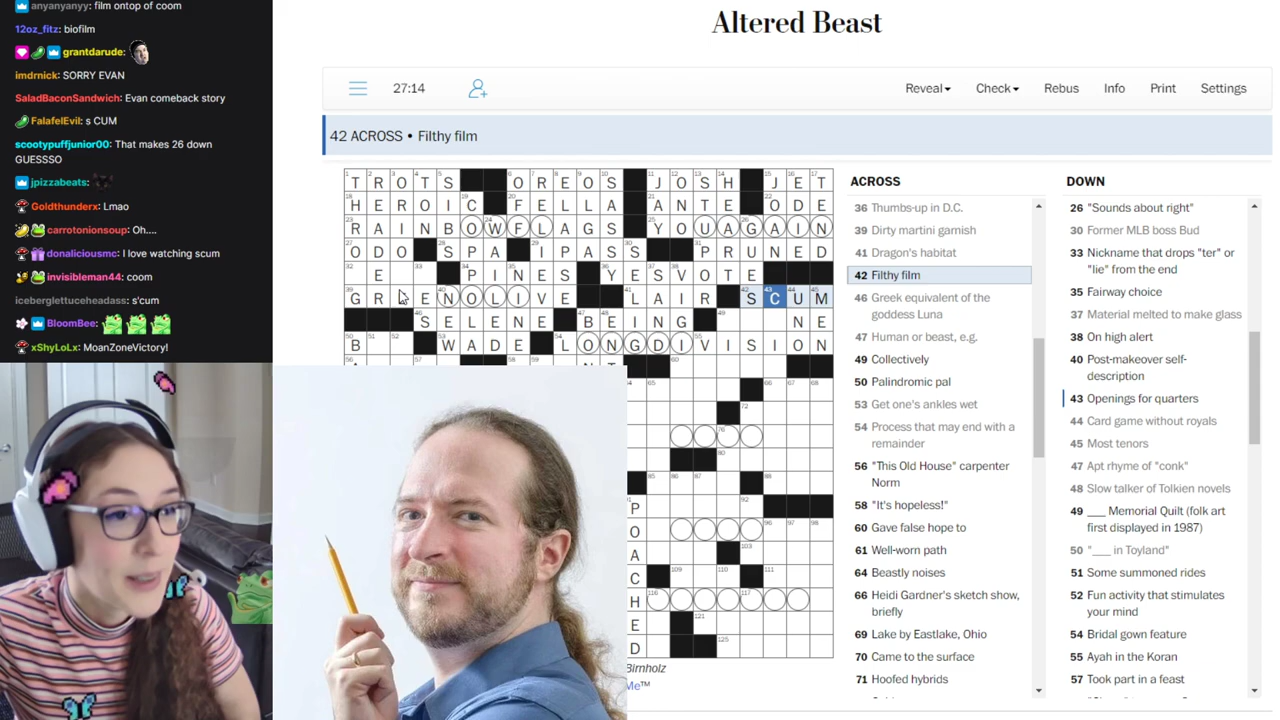 anyanyanyy: film ontop of coom
12oz_fitz: biofilm
grantdarude:
imdrnick: SORRY EVAN
SaladBaconSandwich: Evan comeback story
FalafelEvil: s CUM
scootypuffjunior00: That makes 26 down
GUESSSO
jpizzabeats:
Goldthunderx: Lmao
carrotonionsoup: Oh....
donaliciousmc: I love watching scum
invisibleman44: coom
iceberglettuceheadass: s'cum
BloomBee:
xShyLoLx: MoanZoneVictory!
Altered Beast
27:14
Reveal
Check
Rebus
Info
Print
Settings
42 ACROSS • Filthy film
T R O T S O R E O S J O S H J E T
H E R O I C F E L L A A N T E O D E
R A I N B O W F L A G S Y O U A G A I N
O D O S P A I P A S S P R U N E D
E P I N E S Y E S V O T E
G R E E N O L I V E L A I R S C U M
S E L E N E B E I N G N E
B W A D E L O N G D I V I S I O N
P
O
A
C
H
E
D
Birnholz
Me™
ACROSS
36 Thumbs-up in D.C.
39 Dirty martini garnish
41 Dragon's habitat
42 Filthy film
46 Greek equivalent of the
goddess Luna
47 Human or beast, e.g.
49 Collectively
50 Palindromic pal
53 Get one's ankles wet
54 Process that may end with a
remainder
56 "This Old House" carpenter
Norm
58 "It's hopeless!"
60 Gave false hope to
61 Well-worn path
64 Beastly noises
66 Heidi Gardner's sketch show,
briefly
69 Lake by Eastlake, Ohio
70 Came to the surface
71 Hoofed hybrids
DOWN
26 "Sounds about right"
30 Former MLB boss Bud
33 Nickname that drops "ter" or
"lie" from the end
35 Fairway choice
37 Material melted to make glass
38 On high alert
40 Post-makeover self-
description
43 Openings for quarters
44 Card game without royals
45 Most tenors
47 Apt rhyme of "conk"
48 Slow talker of Tolkien novels
49 ___ Memorial Quilt (folk art
first displayed in 1987)
50 "___ in Toyland"
51 Some summoned rides
52 Fun activity that stimulates
your mind
54 Bridal gown feature
55 Ayah in the Koran
57 Took part in a feast